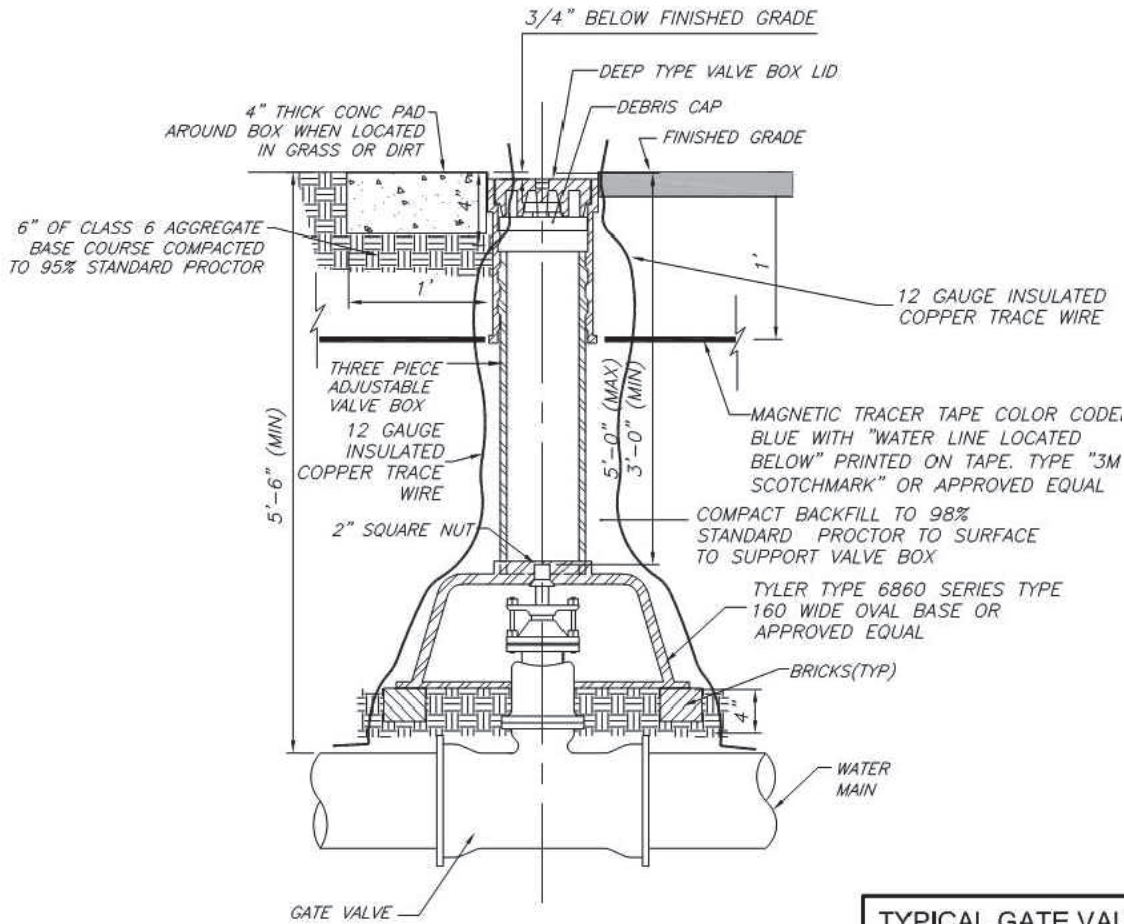 3/4" BELOW FINISHED GRADE
DEEP TYPE VALVE BOX LID
DEBRIS CAP
FINISHED GRADE
4" THICK CONC PAD
AROUND BOX WHEN LOCATED
IN GRASS OR DIRT
4"
6" OF CLASS 6 AGGREGATE
BASE COURSE COMPACTED
TO 95% STANDARD PROCTOR
1'
1'
12 GAUGE INSULATED
COPPER TRACE WIRE
THREE PIECE
ADJUSTABLE
VALVE BOX
12 GAUGE
INSULATED
COPPER TRACE
WIRE
5'-6" (MIN)
5'-0" (MAX)
3'-0" (MIN)
MAGNETIC TRACER TAPE COLOR CODED
BLUE WITH "WATER LINE LOCATED
BELOW" PRINTED ON TAPE. TYPE "3M
SCOTCHMARK" OR APPROVED EQUAL
2" SQUARE NUT
COMPACT BACKFILL TO 98%
STANDARD PROCTOR TO SURFACE
TO SUPPORT VALVE BOX
TYLER TYPE 6860 SERIES TYPE
160 WIDE OVAL BASE OR
APPROVED EQUAL
BRICKS(TYP)
4"
WATER
MAIN
GATE VALVE
TYPICAL GATE VAL